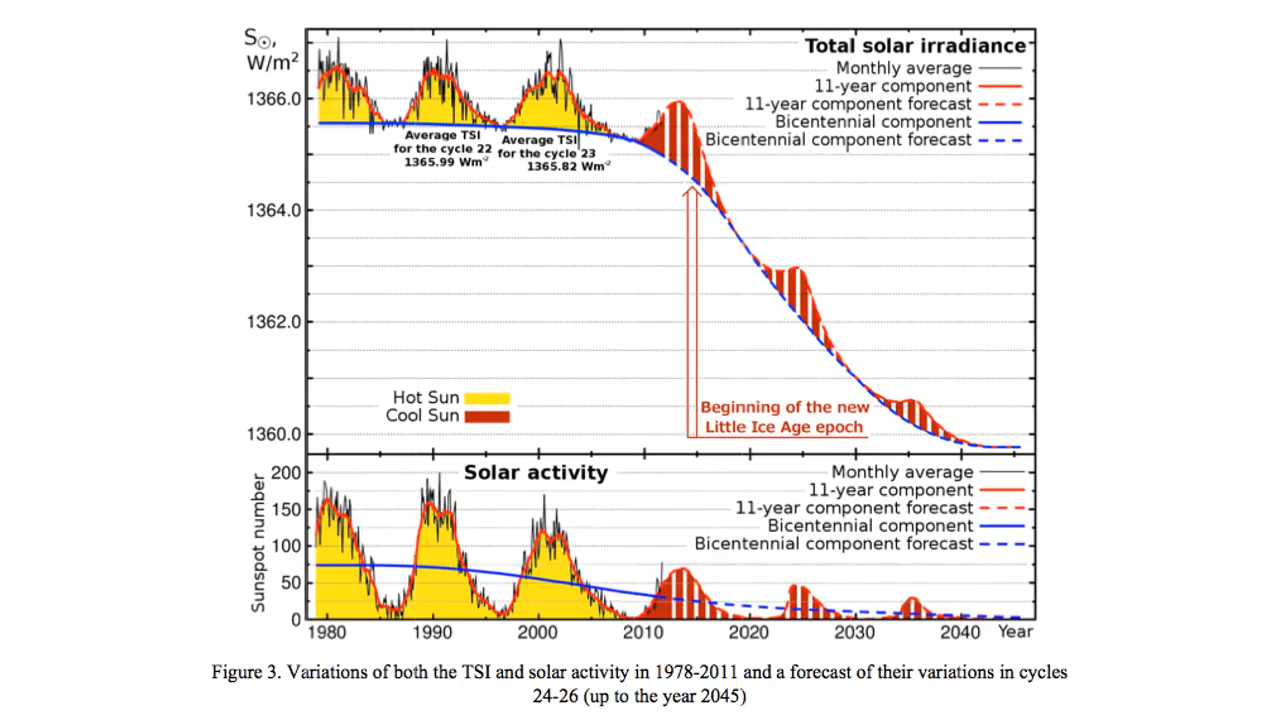 S☉,
W/m²
Total solar irradiance
Monthly average
11-year component
11-year component forecast
Bicentennial component
Bicentennial component forecast
1366.0
1364.0
1362.0
1360.0
Average TSI
for the cycle 22
1365.99 Wm⁻²
Average TSI
for the cycle 23
1365.82 Wm⁻²
Hot Sun
Cool Sun
Beginning of the new
Little Ice Age epoch
Solar activity
Monthly average
11-year component
11-year component forecast
Bicentennial component
Bicentennial component forecast
Sunspot number
200
150
100
50
0
1980 1990 2000 2010 2020 2030 2040 Year
Figure 3. Variations of both the TSI and solar activity in 1978-2011 and a forecast of their variations in cycles
24-26 (up to the year 2045)